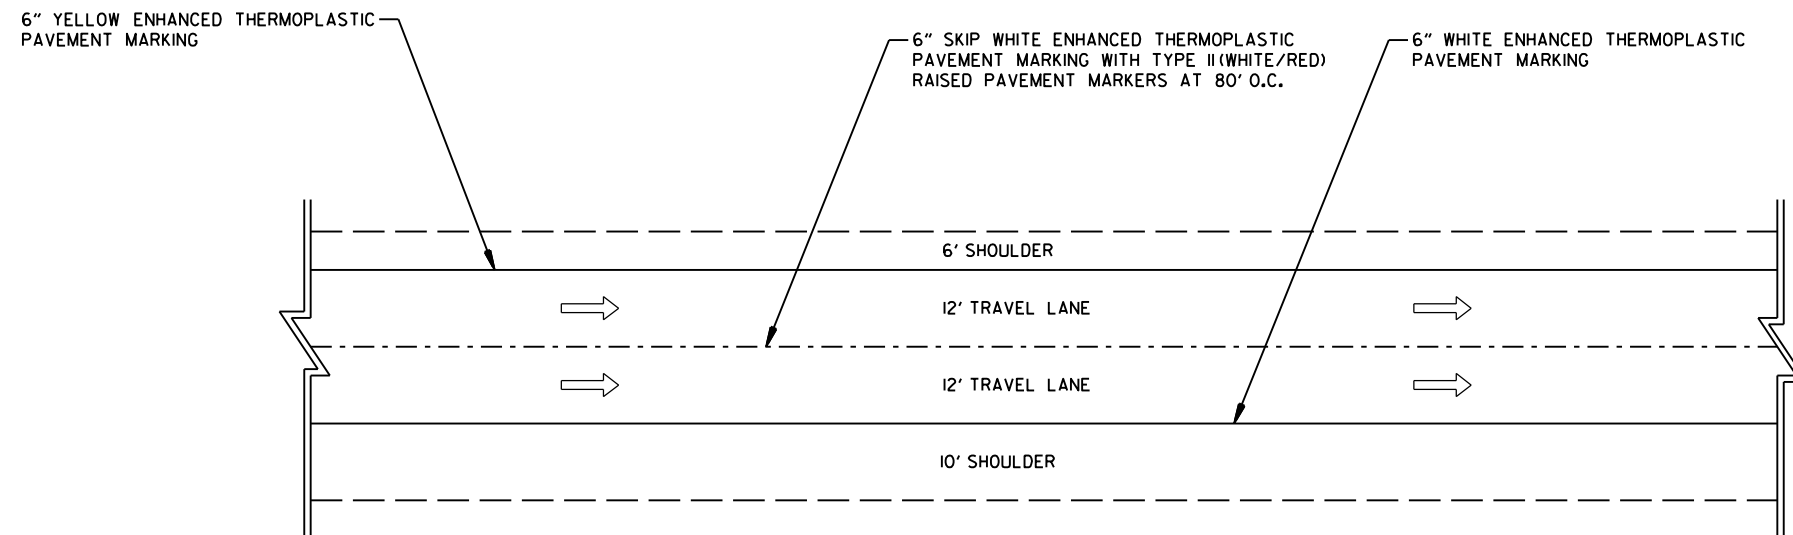 6" YELLOW ENHANCED THERMOPLASTIC
PAVEMENT MARKING
6" SKIP WHITE ENHANCED THERMOPLASTIC
PAVEMENT MARKING WITH TYPE II(WHITE/RED)
RAISED PAVEMENT MARKERS AT 80' O.C.
6" WHITE ENHANCED THERMOPLASTIC
PAVEMENT MARKING
6' SHOULDER
12' TRAVEL LANE
12' TRAVEL LANE
10' SHOULDER